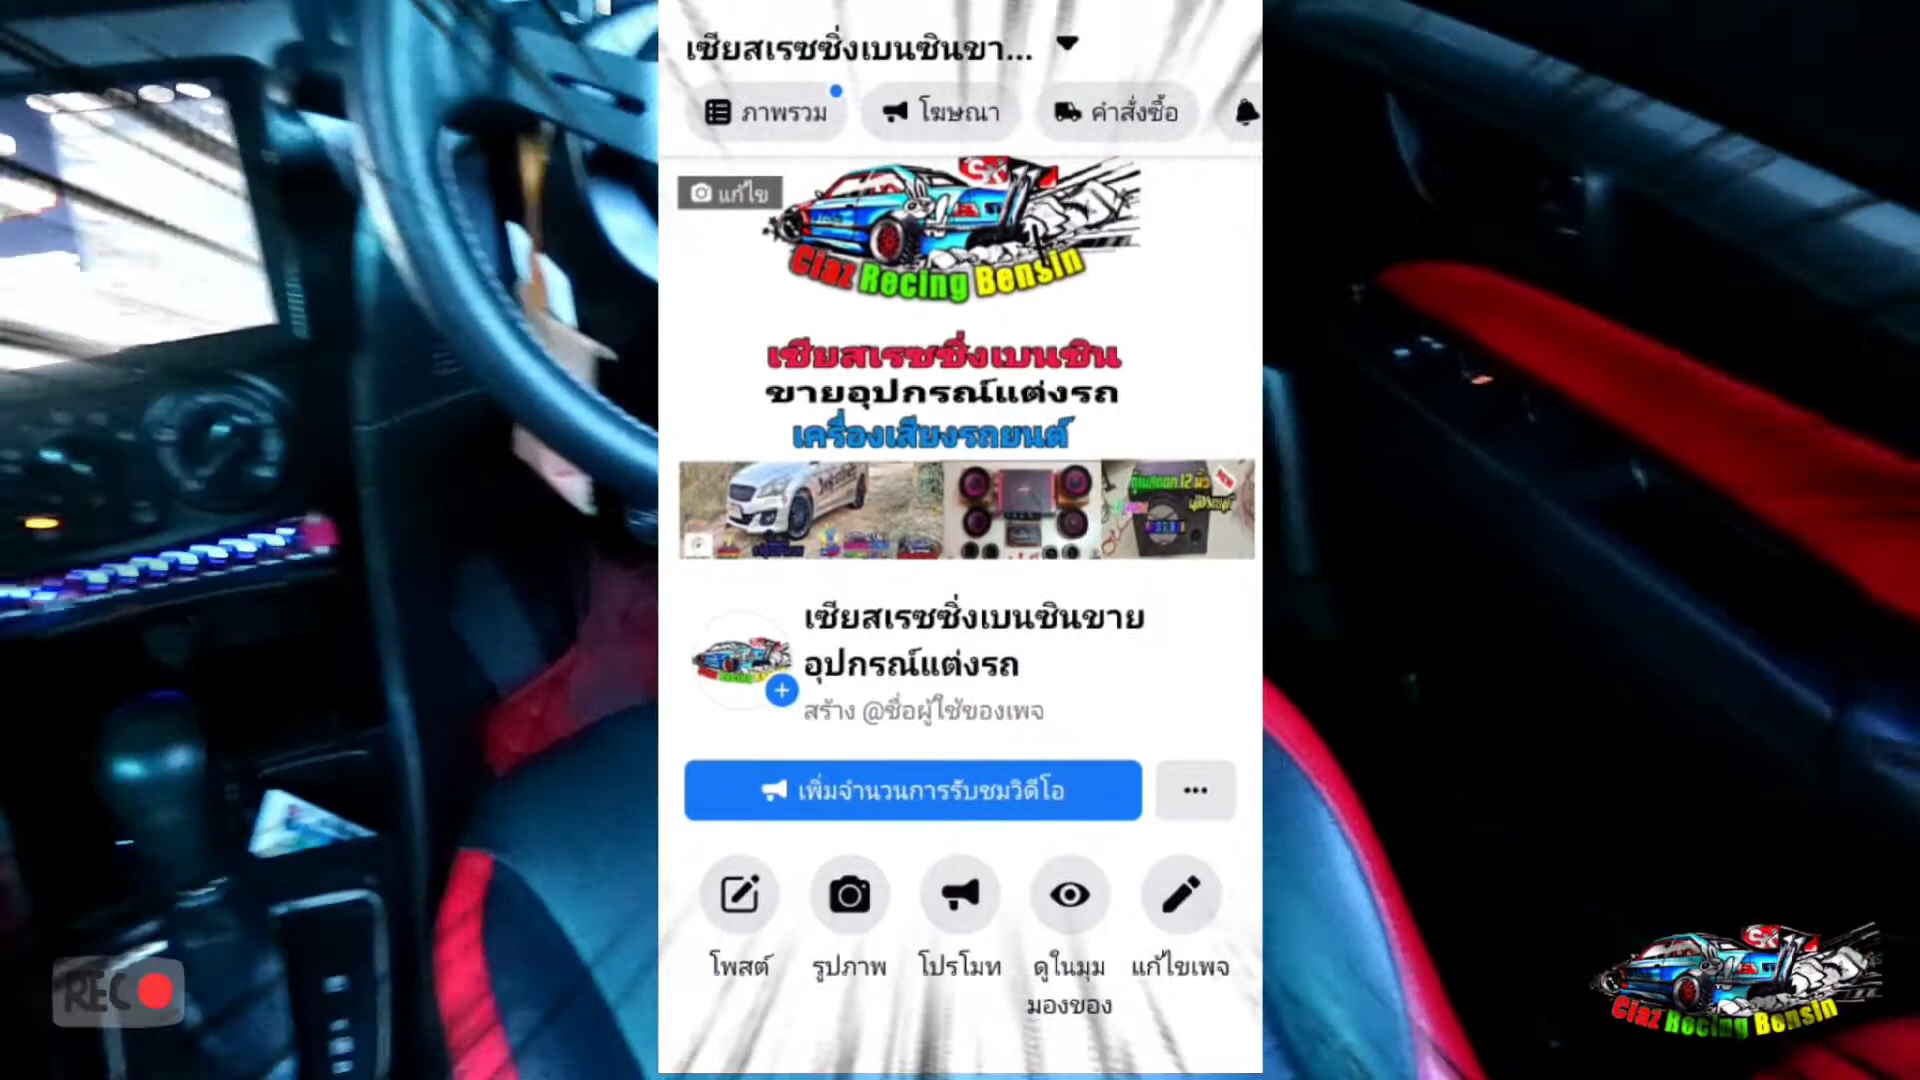 เซียสเรซซิ่งเบนซินขา...
ภาพรวม
โฆษณา
คำสั่งซื้อ
แก้ไข
SK
Ciaz Recing Bensin
เซียสเรซซิ่งเบนซิน
ขายอุปกรณ์แต่งรถ
เครื่องเสียงรถยนต์
เซียสเรซซิ่งเบนซินขาย
อุปกรณ์แต่งรถ
สร้าง @ชื่อผู้ใช้ของเพจ
เพิ่มจำนวนการรับชมวิดีโอ
โพสต์
รูปภาพ
โปรโมท
ดูในมุม
มองของ
แก้ไขเพจ
REC
SK
Ciaz Recing Bensin